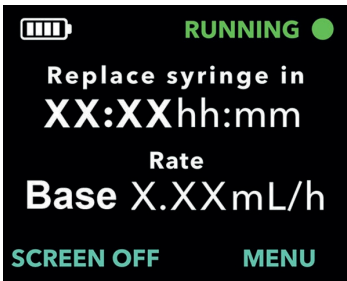 RUNNING
Replace syringe in
XX:XXhh:mm
Rate
Base X.XXmL/h
SCREEN OFF MENU